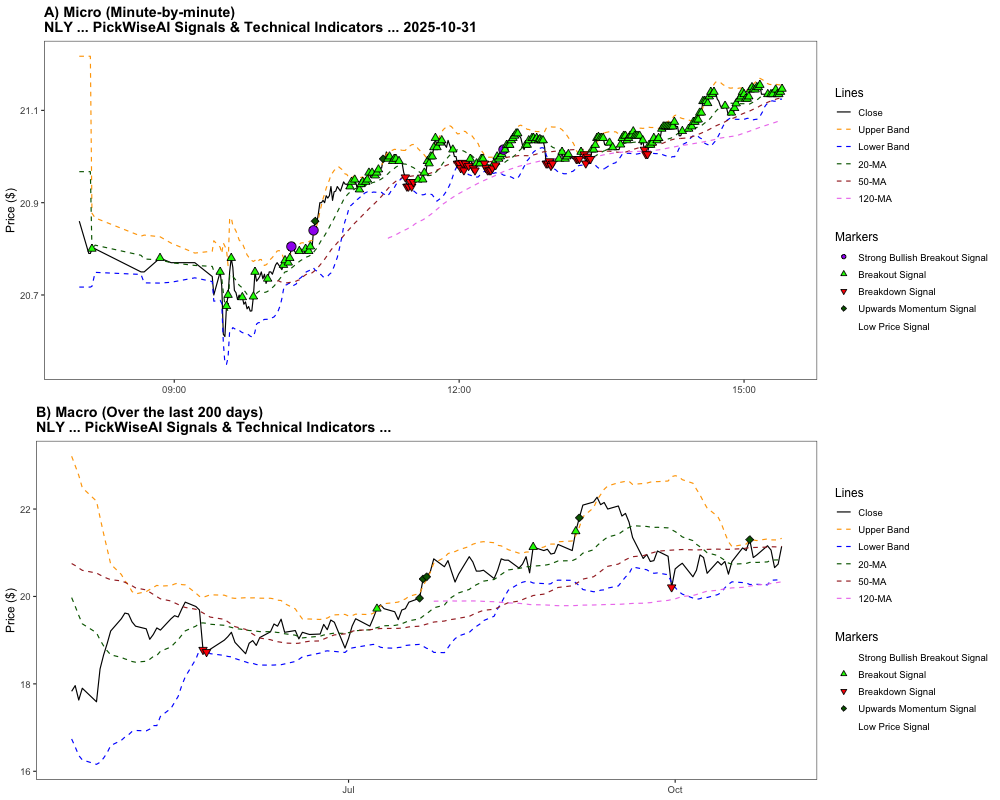 A) Micro (Minute-by-minute)
NLY ... PickWiseAI Signals & Technical Indicators ... 2025-10-31
Price ($)
21.1
20.9
20.7
09:00
12:00
15:00
Lines
Close
Upper Band
Lower Band
20-MA
50-MA
120-MA
Markers
Strong Bullish Breakout Signal
Breakout Signal
Breakdown Signal
Upwards Momentum Signal
Low Price Signal
B) Macro (Over the last 200 days)
NLY ... PickWiseAI Signals & Technical Indicators ...
Price ($)
22
20
18
16
Jul
Oct
Lines
Close
Upper Band
Lower Band
20-MA
50-MA
120-MA
Markers
Strong Bullish Breakout Signal
Breakout Signal
Breakdown Signal
Upwards Momentum Signal
Low Price Signal